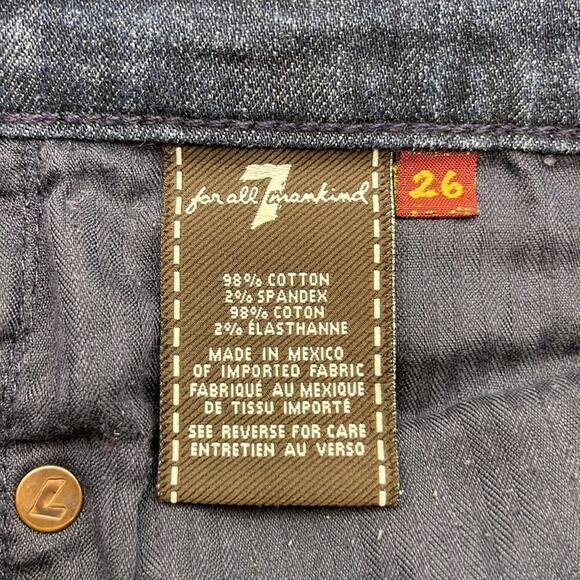 7
for all mankind
26
98% COTTON
2% SPANDEX
98% COTON
2% ÉLASTHANNE
MADE IN MEXICO
OF IMPORTED FABRIC
FABRIQUÉ AU MEXIQUE
DE TISSU IMPORTÉ
SEE REVERSE FOR CARE
ENTRETIEN AU VERSO
L